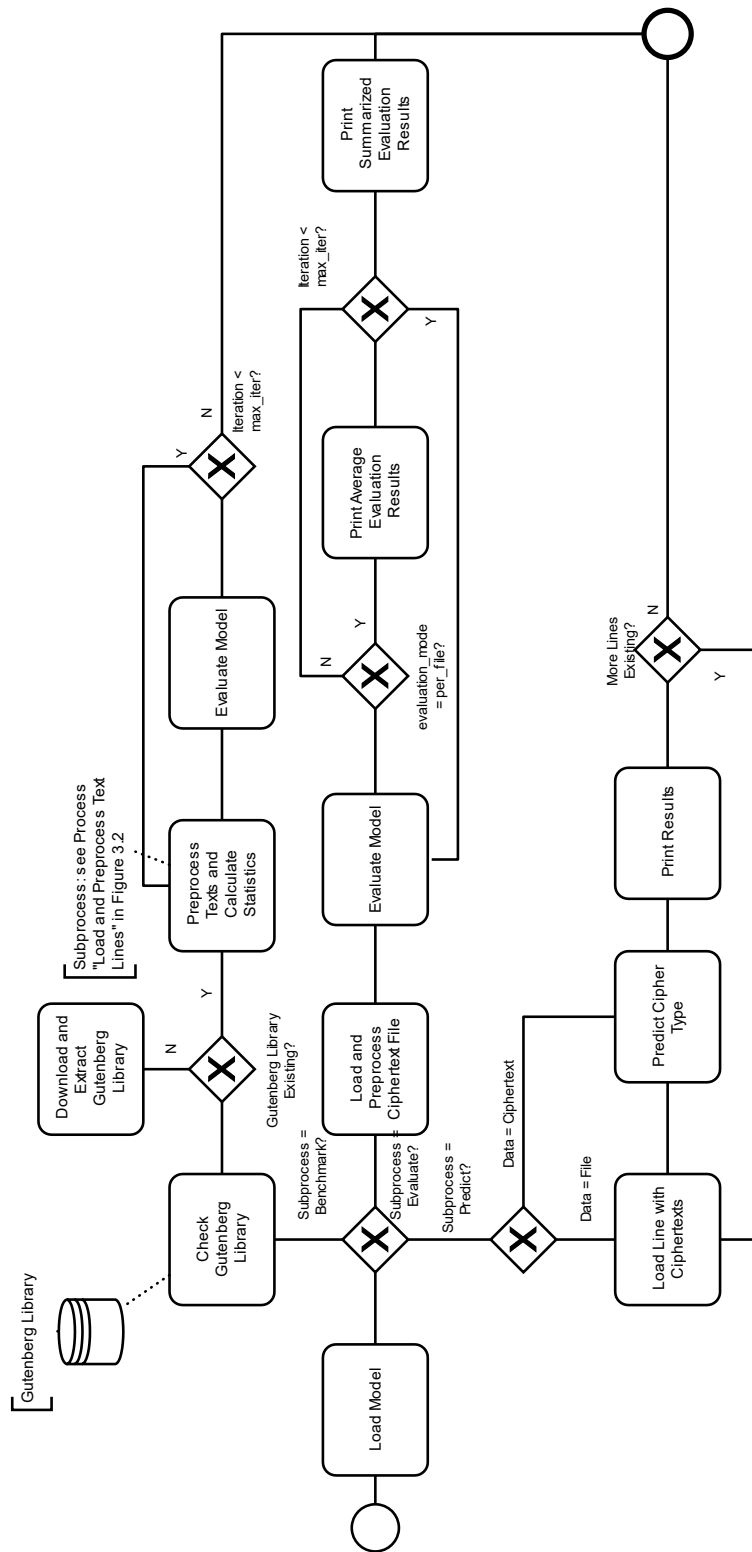 Gutenberg Library
Check
Gutenberg
Library
Download and
Extract
Gutenberg
Library
N
Gutenberg Library
Existing?
Y
Subprocess: see Process
"Load and Preprocess Text
Lines" in Figure 3.2
Preprocess
Texts and
Calculate
Statistics
Evaluate Model
Y
Iteration <
max_iter?
N
Load Model
Subprocess =
Benchmark?
Subprocess =
Evaluate?
Subprocess =
Predict?
Load and
Preprocess
Ciphertext File
Evaluate Model
N
evaluation_mode
= per_file?
Y
Print Average
Evaluation
Results
Iteration <
max_iter?
Y
Print
Summarized
Evaluation
Results
Data = Ciphertext
Data = File
Load Line with
Ciphertexts
Predict Cipher
Type
Print Results
More Lines
Existing?
N
Y